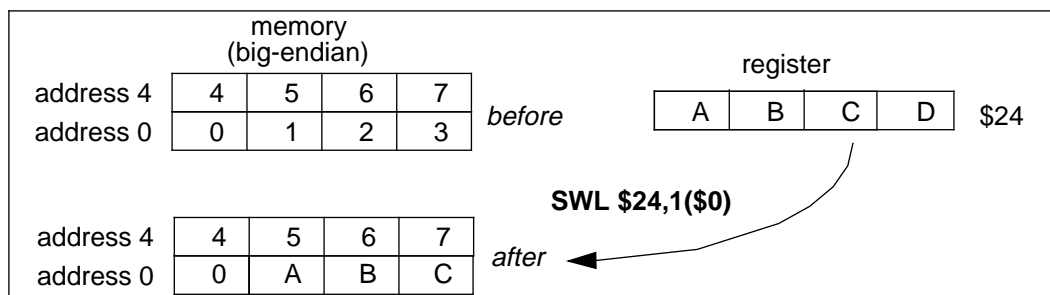 memory
(big-endian)
register
address 4 4 5 6 7
address 0 0 1 2 3
before
A B C D $24
SWL $24,1($0)
address 4 4 5 6 7
address 0 0 A B C
after